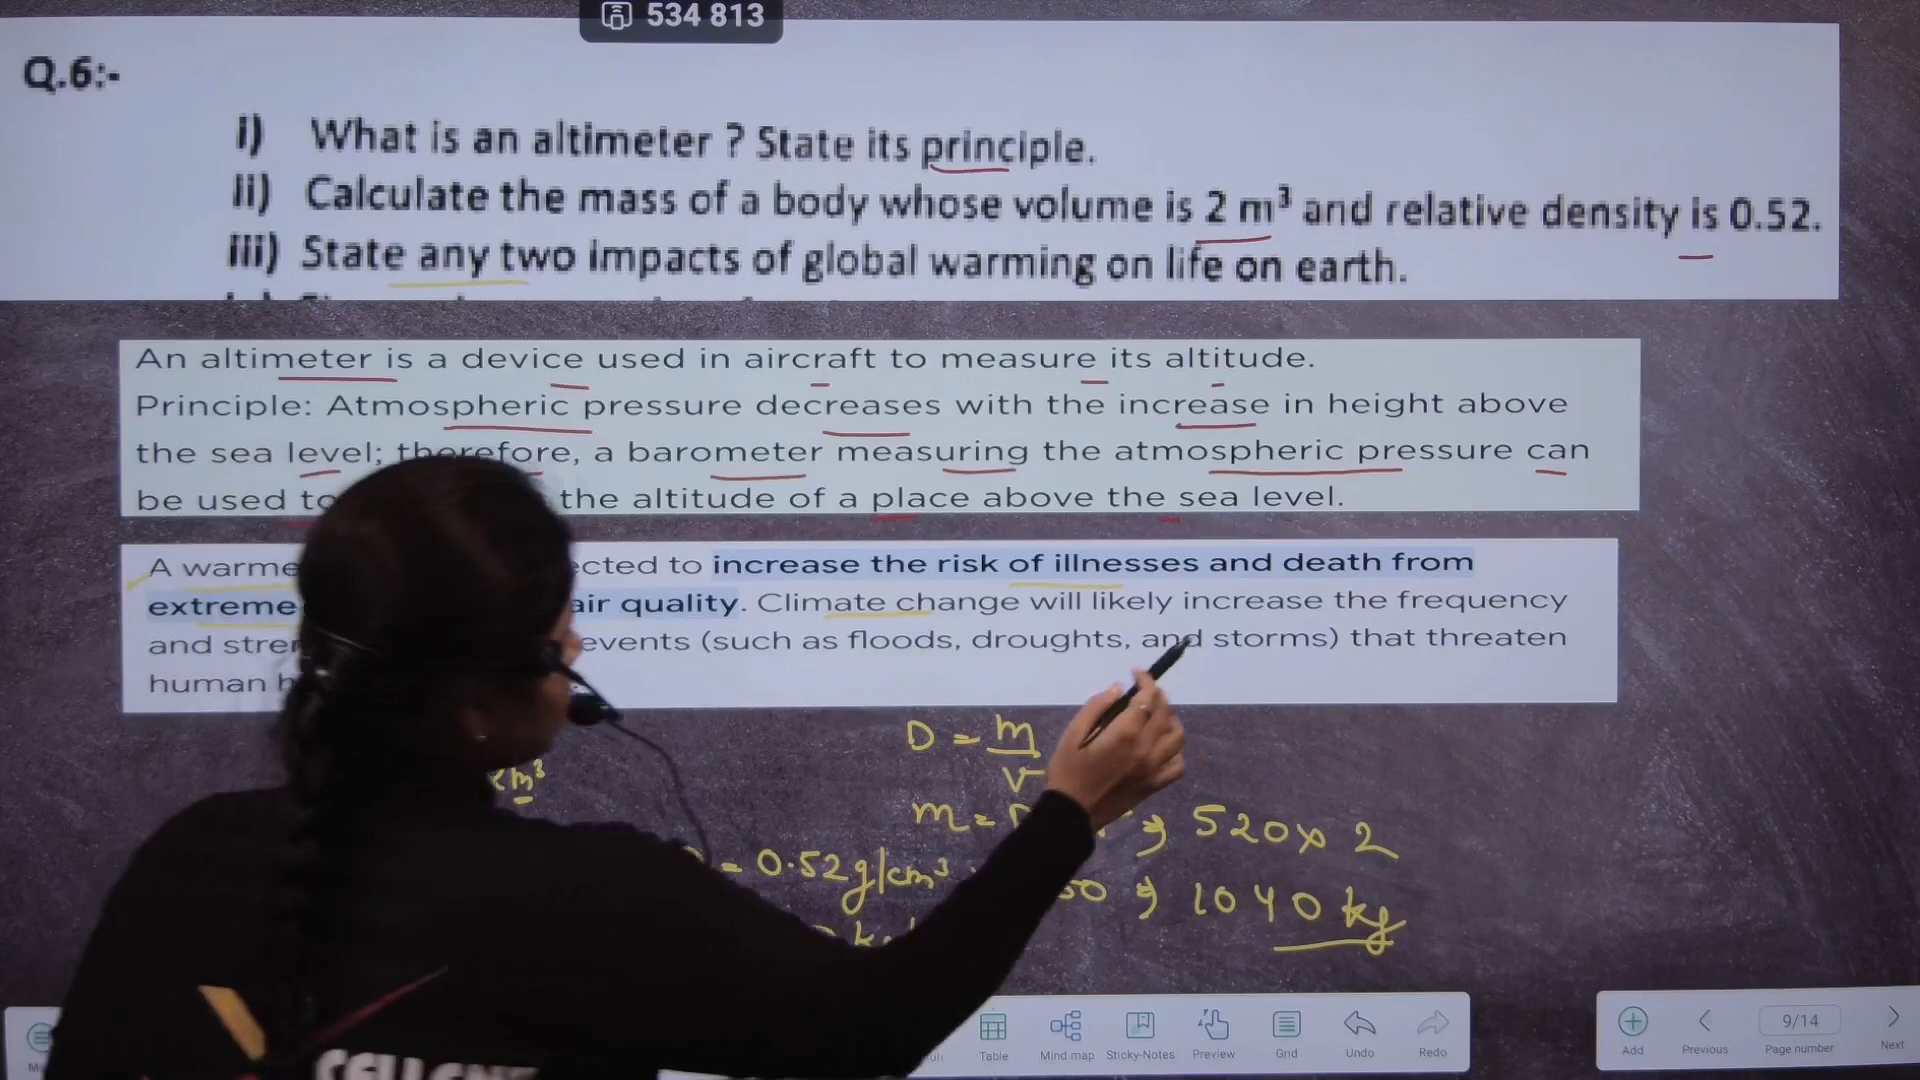 534 813
Q.6:-
i) What is an altimeter ? State its principle.
ii) Calculate the mass of a body whose volume is 2 m³ and relative density is 0.52.
iii) State any two impacts of global warming on life on earth.
An altimeter is a device used in aircraft to measure its altitude.
Principle: Atmospheric pressure decreases with the increase in height above
the sea level; therefore, a barometer measuring the atmospheric pressure can
be used to the altitude of a place above the sea level.
A warme cted to increase the risk of illnesses and death from
extreme air quality. Climate change will likely increase the frequency
and stre events (such as floods, droughts, and storms) that threaten
human h
D = m
V
cm³
m = 520 x 2
= 0.52 g/cm³
1040 kg
Table Mind map Sticky-Notes Preview Grid Undo Redo
Add Previous 9/14 Page number Next